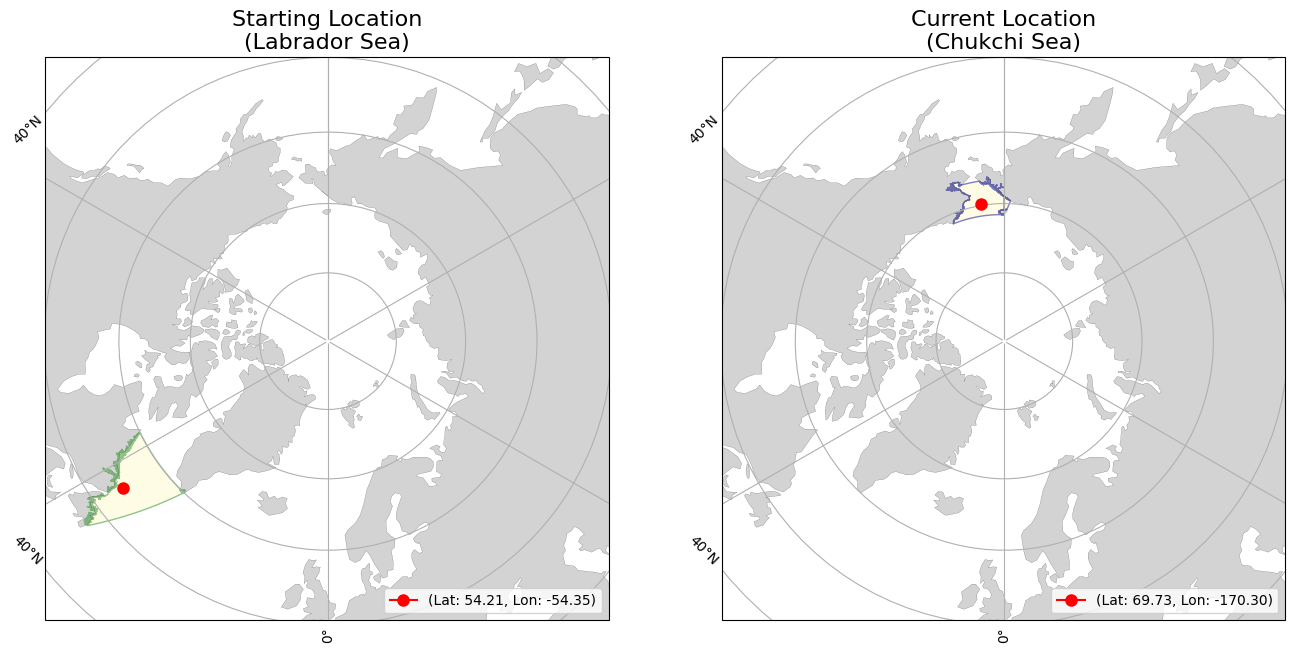 Starting Location
(Labrador Sea)
40°N
40°N
0°
(Lat: 54.21, Lon: -54.35)
Current Location
(Chukchi Sea)
40°N
40°N
0°
(Lat: 69.73, Lon: -170.30)